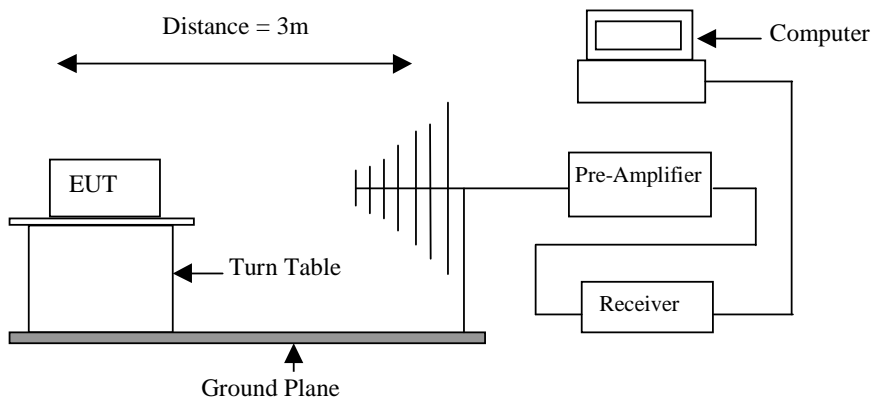 Distance = 3m
Computer
EUT
Pre-Amplifier
Turn Table
Receiver
Ground Plane